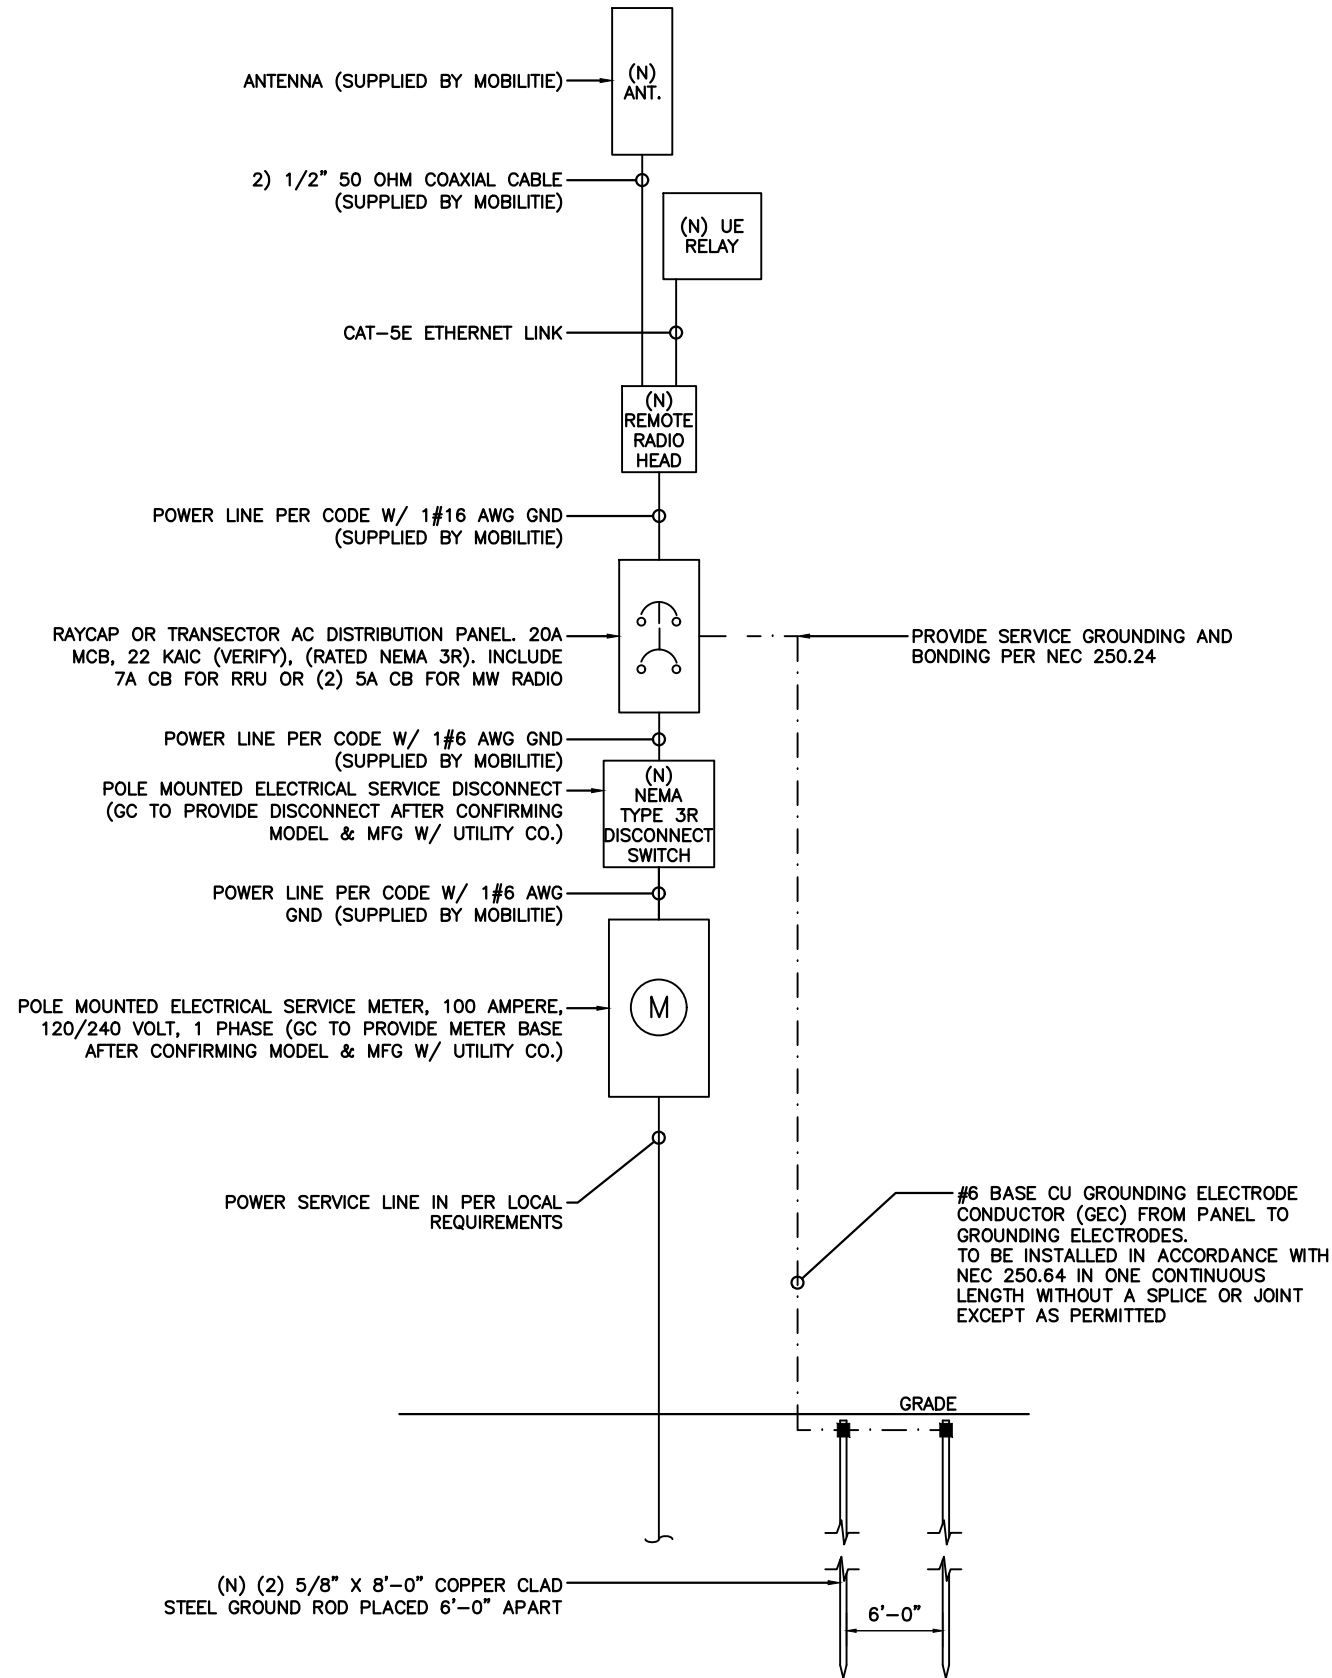 (N)
ANT.
ANTENNA (SUPPLIED BY MOBILITIE)
2) 1/2" 50 OHM COAXIAL CABLE
(SUPPLIED BY MOBILITIE)
(N) UE
RELAY
CAT-5E ETHERNET LINK
(N)
REMOTE
RADIO
HEAD
POWER LINE PER CODE W/ 1#16 AWG GND
(SUPPLIED BY MOBILITIE)
RAYCAP OR TRANSECTOR AC DISTRIBUTION PANEL. 20A
MCB, 22 KAIC (VERIFY), (RATED NEMA 3R). INCLUDE
7A CB FOR RRU OR (2) 5A CB FOR MW RADIO
PROVIDE SERVICE GROUNDING AND
BONDING PER NEC 250.24
POWER LINE PER CODE W/ 1#6 AWG GND
(SUPPLIED BY MOBILITIE)
POLE MOUNTED ELECTRICAL SERVICE DISCONNECT
(GC TO PROVIDE DISCONNECT AFTER CONFIRMING
MODEL & MFG W/ UTILITY CO.)
(N)
NEMA
TYPE 3R
DISCONNECT
SWITCH
POWER LINE PER CODE W/ 1#6 AWG
GND (SUPPLIED BY MOBILITIE)
M
POLE MOUNTED ELECTRICAL SERVICE METER, 100 AMPERE,
120/240 VOLT, 1 PHASE (GC TO PROVIDE METER BASE
AFTER CONFIRMING MODEL & MFG W/ UTILITY CO.)
POWER SERVICE LINE IN PER LOCAL
REQUIREMENTS
#6 BASE CU GROUNDING ELECTRODE
CONDUCTOR (GEC) FROM PANEL TO
GROUNDING ELECTRODES.
TO BE INSTALLED IN ACCORDANCE WITH
NEC 250.64 IN ONE CONTINUOUS
LENGTH WITHOUT A SPLICE OR JOINT
EXCEPT AS PERMITTED
GRADE
(N) (2) 5/8" X 8'-0" COPPER CLAD
STEEL GROUND ROD PLACED 6'-0" APART
6'-0"